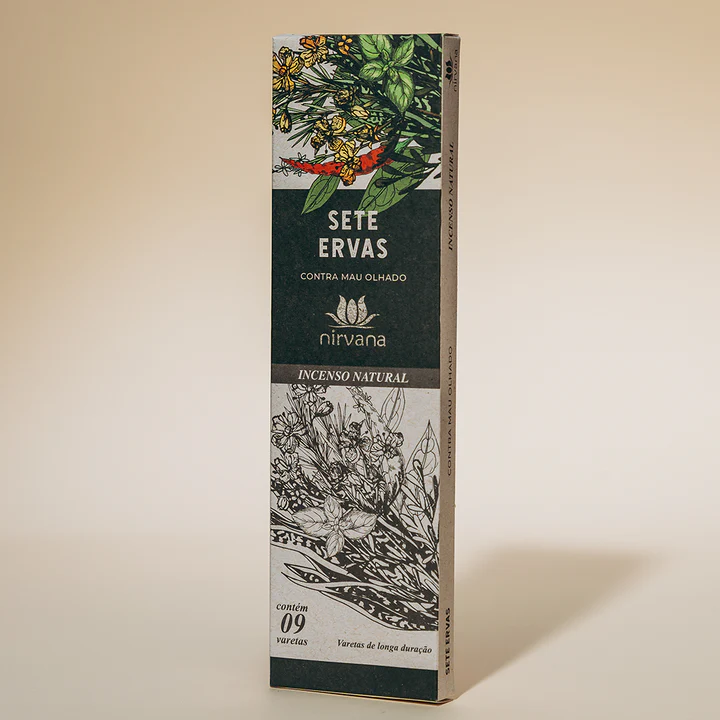 SETE
ERVAS
CONTRA MAU OLHADO
nirvana
INCENSO NATURAL
contém
09
varetas
Varetas de longa duração
nirvana
INCENSO NATURAL
CONTRA MAU OLHADO
SETE ERVAS